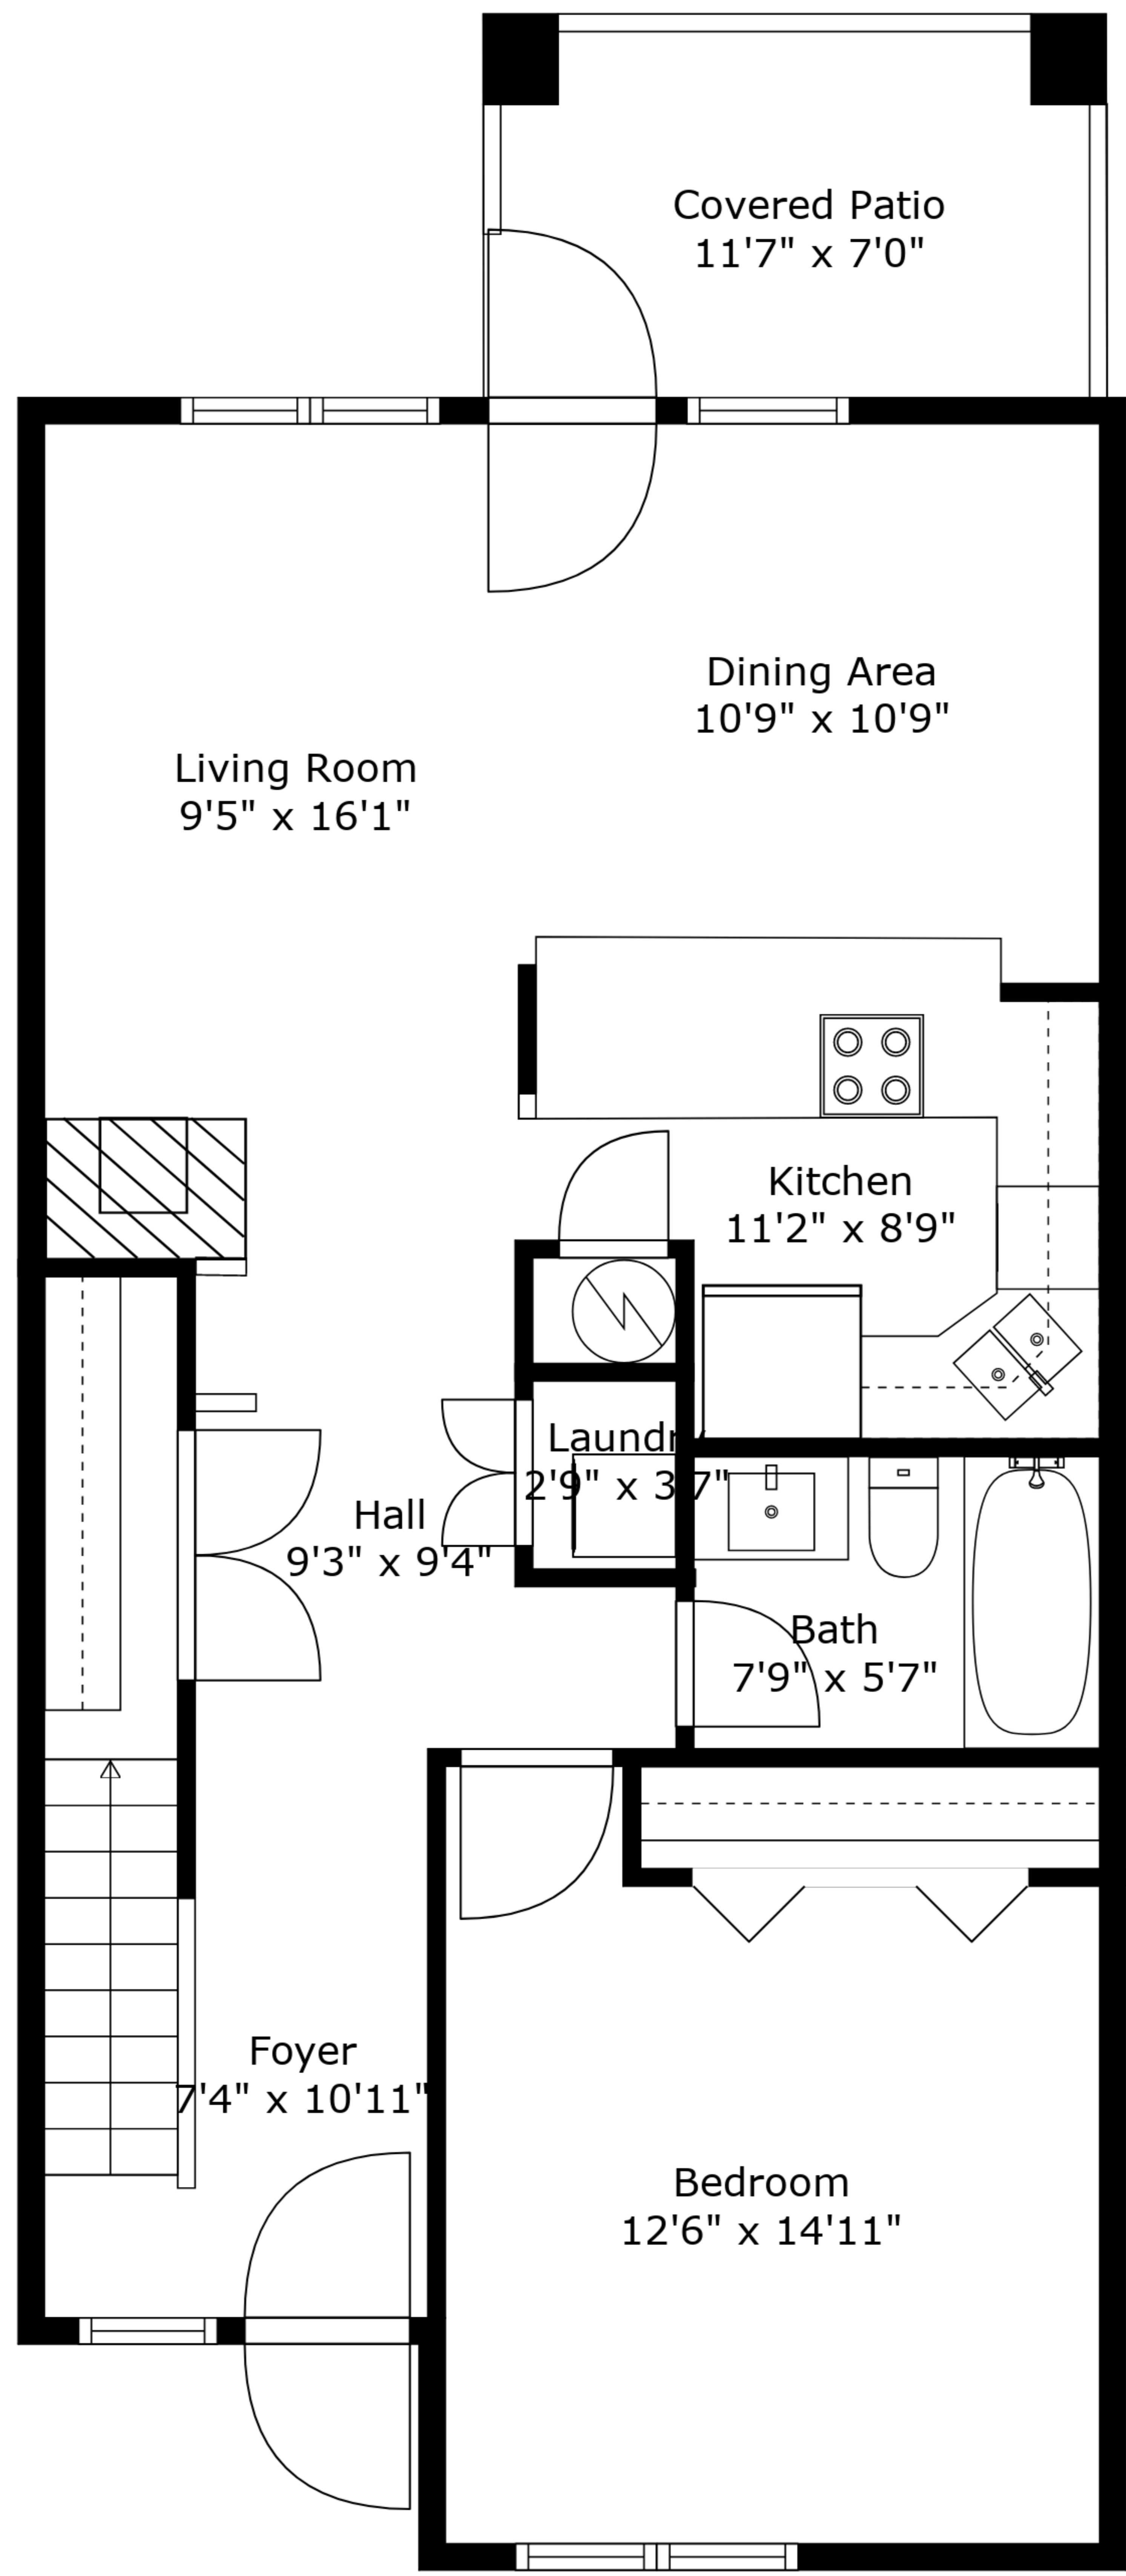 Covered Patio
11'7" x 7'0"
Dining Area
10'9" x 10'9"
Living Room
9'5" x 16'1"
Kitchen
11'2" x 8'9"
Laundry
2'9" x 3'7"
Hall
9'3" x 9'4"
Bath
7'9" x 5'7"
Foyer
7'4" x 10'11"
Bedroom
12'6" x 14'11"